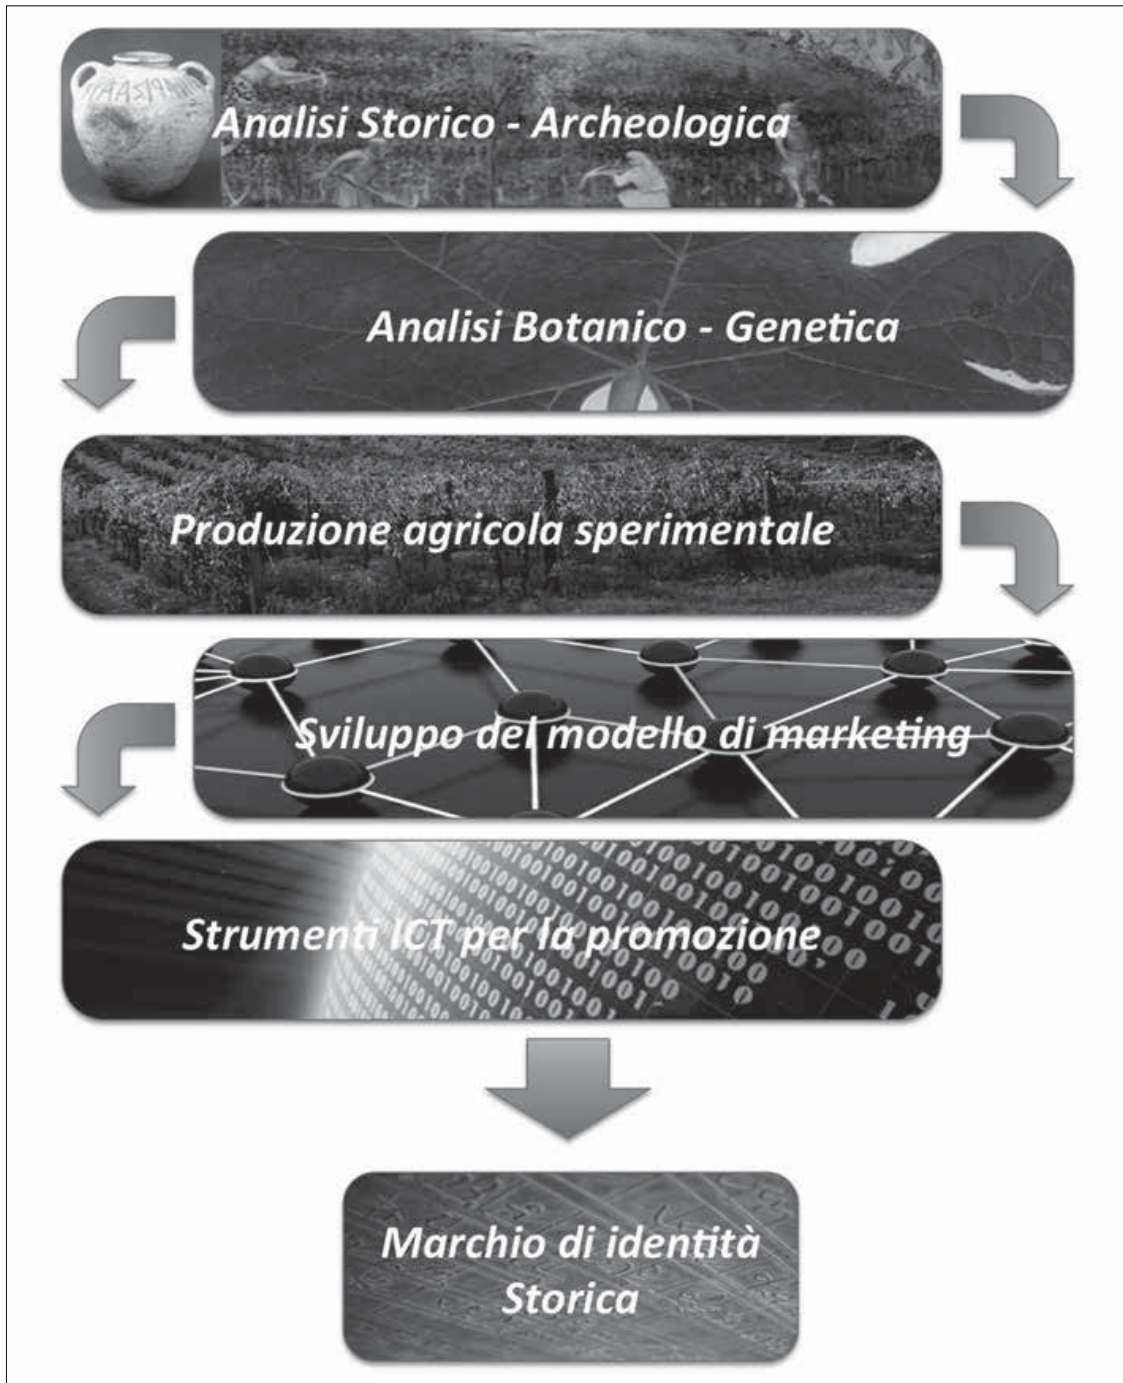 Analisi Storico - Archeologica
Analisi Botanico - Genetica
Produzione agricola sperimentale
Sviluppo del modello di marketing
Strumenti ICT per la promozione
Marchio di identità
Storica